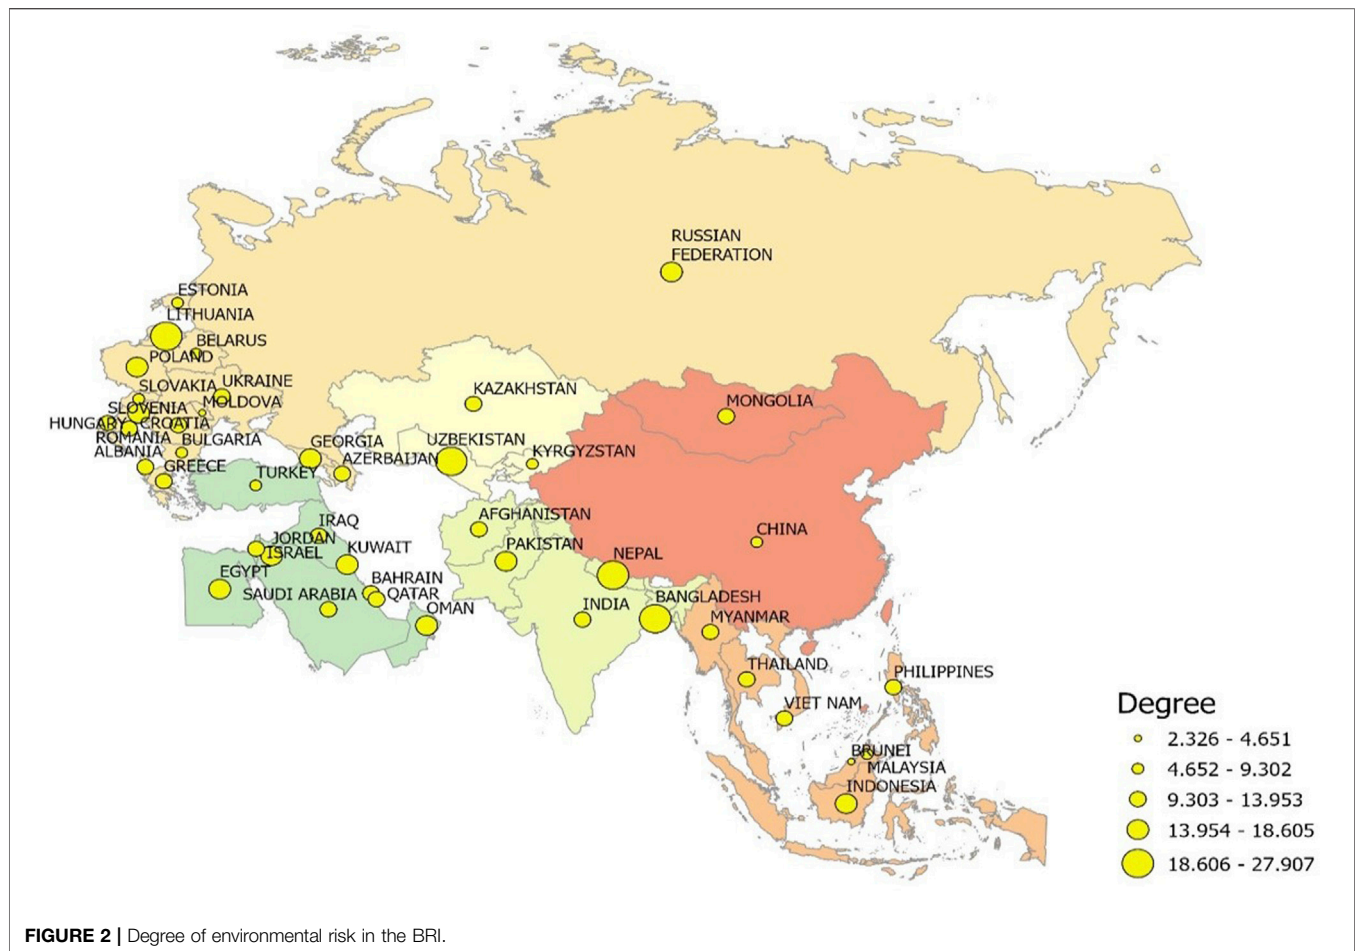 RUSSIAN
FEDERATION
ESTONIA
LITHUANIA
BELARUS
POLAND
SLOVAKIA
UKRAINE
MOLDOVA
SLOVENIA
HUNGARY
CROATIA
ROMANIA
BULGARIA
ALBANIA
GREECE
GEORGIA
AZERBAIJAN
TURKEY
KAZAKHSTAN
UZBEKISTAN
KYRGYZSTAN
MONGOLIA
CHINA
AFGHANISTAN
PAKISTAN
NEPAL
INDIA
BANGLADESH
MYANMAR
IRAQ
JORDAN
ISRAEL
KUWAIT
EGYPT
SAUDI ARABIA
BAHRAIN
QATAR
OMAN
THAILAND
VIET NAM
PHILIPPINES
BRUNEI
MALAYSIA
INDONESIA
Degree
2.326 - 4.651
4.652 - 9.302
9.303 - 13.953
13.954 - 18.605
18.606 - 27.907
FIGURE 2 | Degree of environmental risk in the BRI.